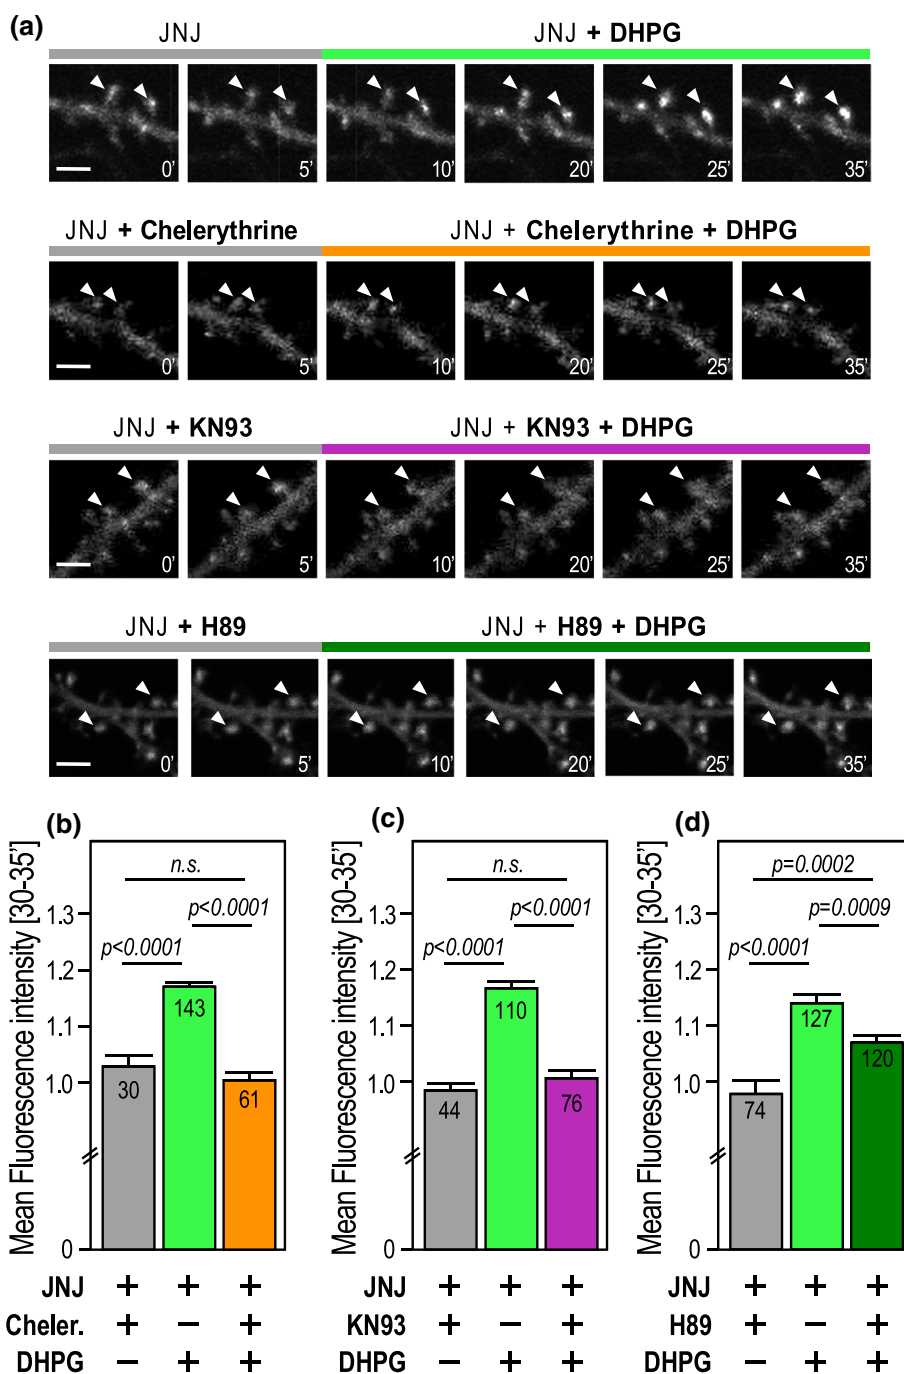 (a)
JNJ JNJ + DHPG
0' 5' 10' 20' 25' 35'
JNJ + Chelerythrine JNJ + Chelerythrine + DHPG
0' 5' 10' 20' 25' 35'
JNJ + KN93 JNJ + KN93 + DHPG
0' 5' 10' 20' 25' 35'
JNJ + H89 JNJ + H89 + DHPG
0' 5' 10' 20' 25' 35'
(b)
Mean Fluorescence intensity [30-35']
1.3
1.2
1.1
1.0
0
n.s.
p<0.0001
p<0.0001
30 143 61
JNJ + + +
Cheler. + – +
DHPG – + +
(c)
Mean Fluorescence intensity [30-35']
1.3
1.2
1.1
1.0
0
n.s.
p<0.0001
p<0.0001
44 110 76
JNJ + + +
KN93 + – +
DHPG – + +
(d)
Mean Fluorescence intensity [30-35']
1.3
1.2
1.1
1.0
0
p=0.0002
p=0.0009
p<0.0001
74 127 120
JNJ + + +
H89 + – +
DHPG – + +